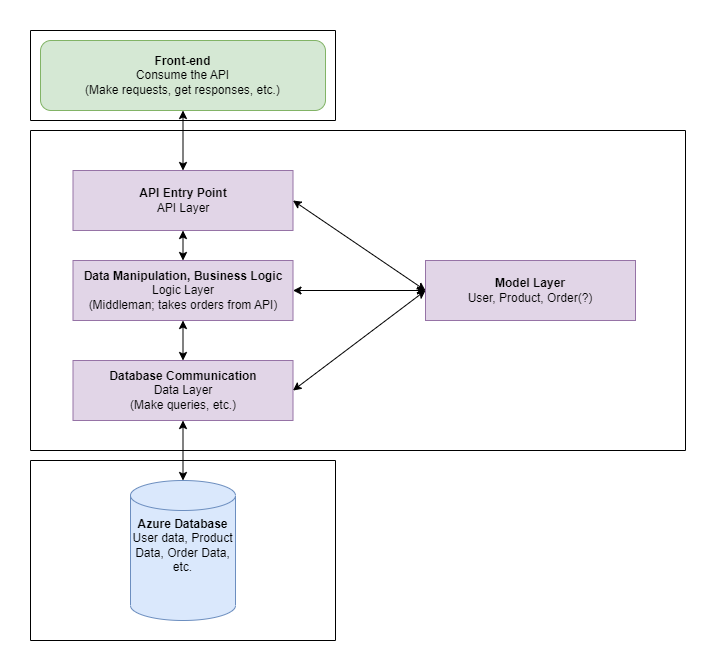 Front-end
Consume the API
(Make requests, get responses, etc.)
API Entry Point
API Layer
Data Manipulation, Business Logic
Logic Layer
(Middleman; takes orders from API)
Model Layer
User, Product, Order(?)
Database Communication
Data Layer
(Make queries, etc.)
Azure Database
User data, Product
Data, Order Data,
etc.